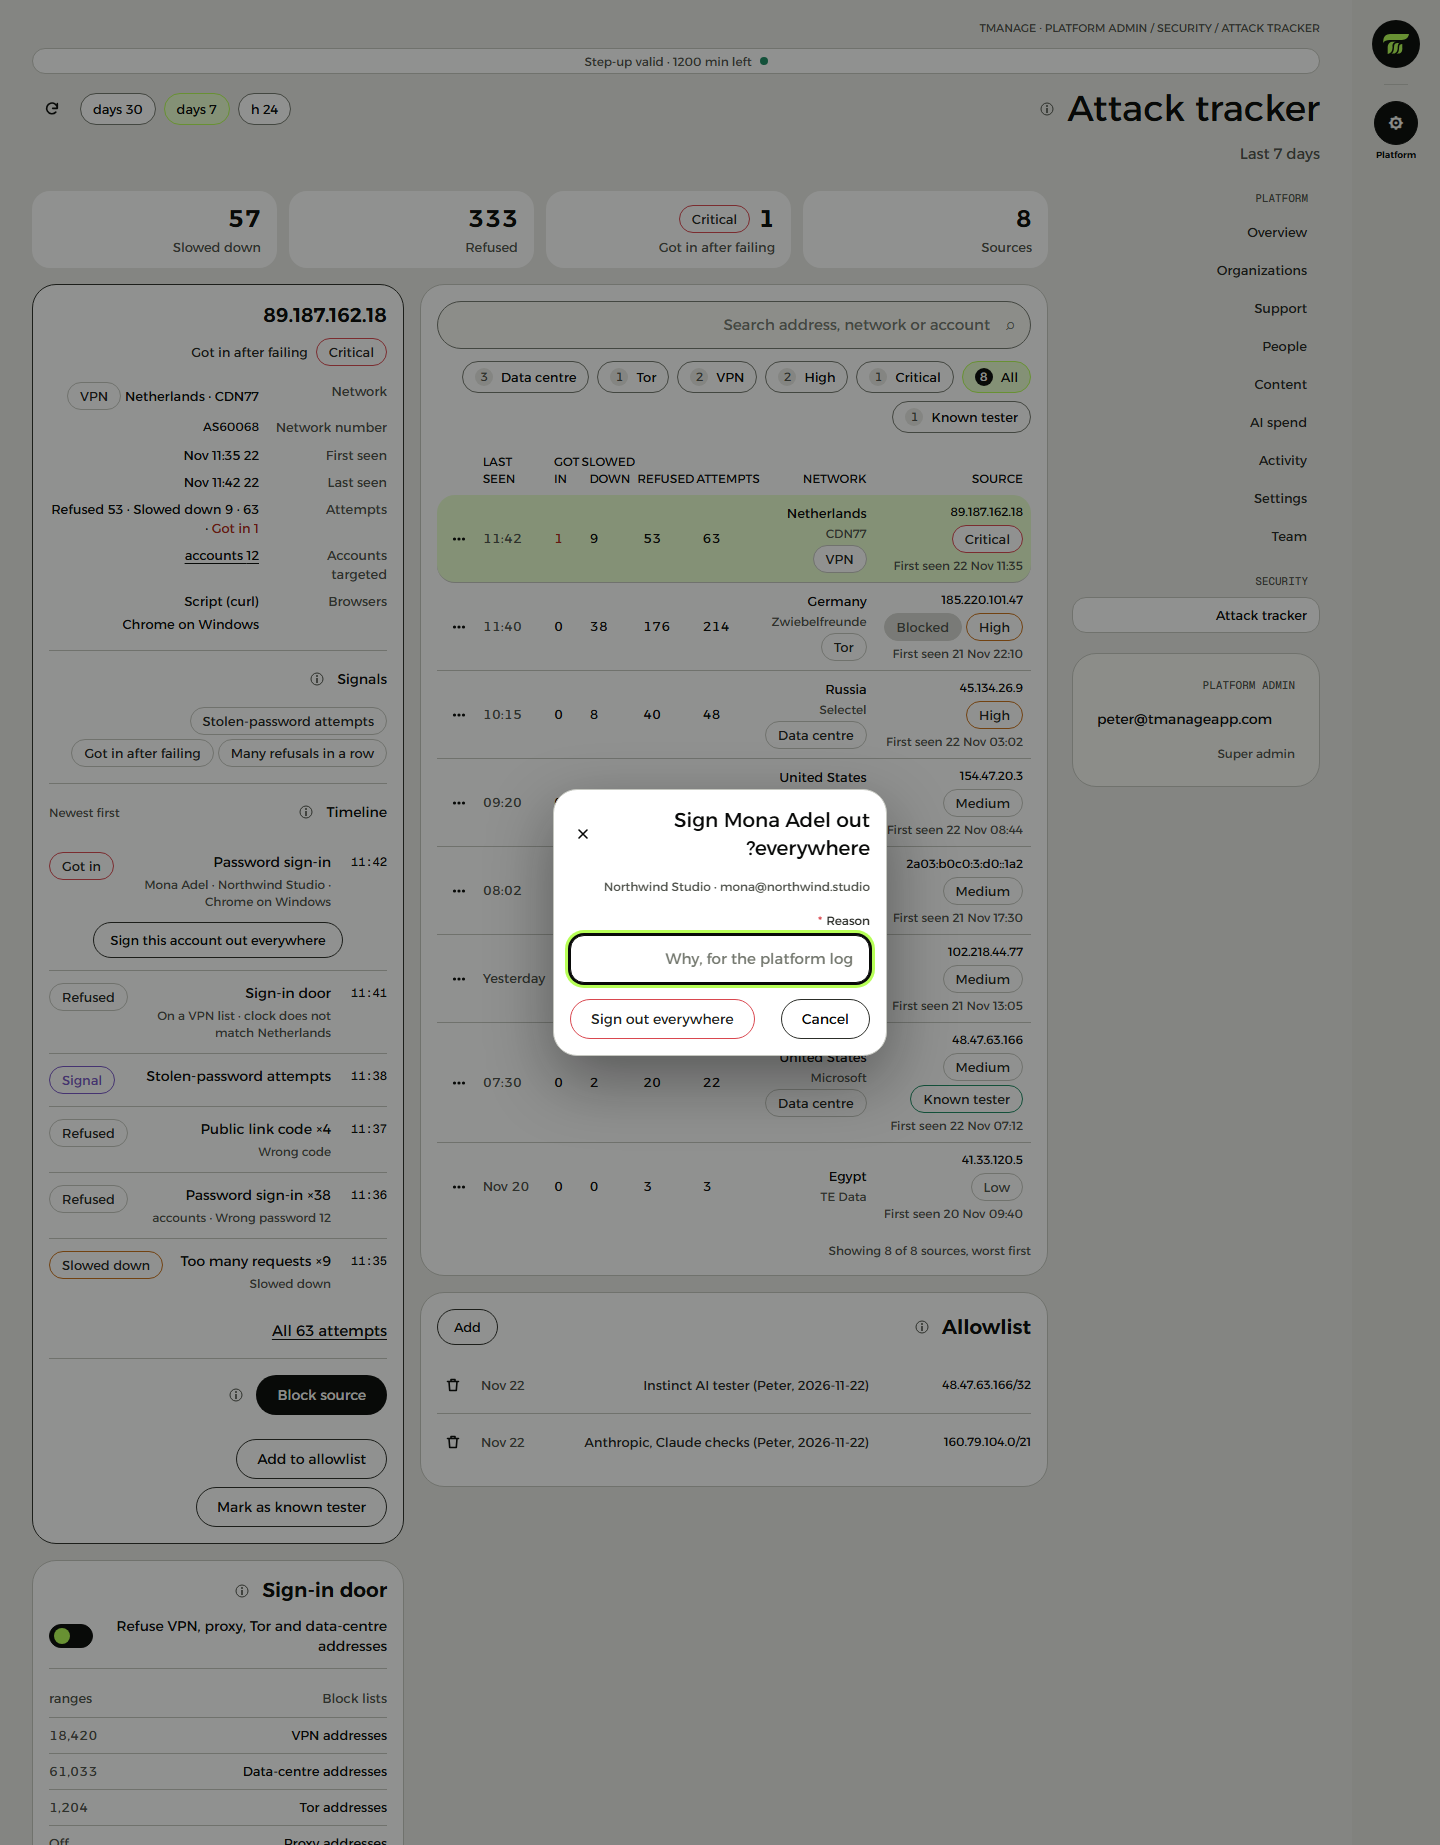 TMANAGE · PLATFORM ADMIN / SECURITY / ATTACK TRACKER
Step-up valid · 1200 min left
Platform
Attack tracker
Last 7 days
days 30
days 7
h 24
PLATFORM
Overview
Organizations
Support
People
Content
AI spend
Activity
Settings
Team
SECURITY
Attack tracker
PLATFORM ADMIN
peter@tmanageapp.com
Super admin
8
Sources
Critical 1
Got in after failing
333
Refused
57
Slowed down
Search address, network or account
3 Data centre
1 Tor
2 VPN
2 High
1 Critical
8 All
1 Known tester
LAST SEEN
GOT IN
SLOWED DOWN
REFUSED
ATTEMPTS
NETWORK
SOURCE
89.187.162.18
Critical
First seen 22 Nov 11:35
Netherlands
CDN77
VPN
63
53
9
1
11:42
185.220.101.47
Blocked
High
First seen 21 Nov 22:10
Germany
Zwiebelfreunde
Tor
214
176
38
0
11:40
45.134.26.9
High
First seen 22 Nov 03:02
Russia
Selectel
Data centre
48
40
8
0
10:15
154.47.20.3
Medium
First seen 22 Nov 08:44
United States
09:20
2a03:b0c0:3:d0::1a2
Medium
First seen 21 Nov 17:30
08:02
102.218.44.77
Medium
First seen 21 Nov 13:05
Yesterday
48.47.63.166
Medium
Known tester
First seen 22 Nov 07:12
United States
Microsoft
Data centre
22
20
2
0
07:30
41.33.120.5
Low
First seen 20 Nov 09:40
Egypt
TE Data
3
3
0
0
Nov 20
Showing 8 of 8 sources, worst first
Allowlist
Add
48.47.63.166/32
Instinct AI tester (Peter, 2026-11-22)
Nov 22
160.79.104.0/21
Anthropic, Claude checks (Peter, 2026-11-22)
Nov 22
89.187.162.18
Got in after failing
Critical
Network
VPN Netherlands · CDN77
Network number
AS60068
First seen
Nov 11:35 22
Last seen
Nov 11:42 22
Attempts
Refused 53 · Slowed down 9 · 63
· Got in 1
Accounts targeted
accounts 12
Browsers
Script (curl)
Chrome on Windows
Signals
Stolen-password attempts
Got in after failing
Many refusals in a row
Timeline
Newest first
11:42
Password sign-in
Got in
Mona Adel · Northwind Studio ·
Chrome on Windows
Sign this account out everywhere
11:41
Sign-in door
Refused
On a VPN list · clock does not
match Netherlands
11:38
Stolen-password attempts
Signal
11:37
Public link code ×4
Refused
Wrong code
11:36
Password sign-in ×38
Refused
accounts · Wrong password 12
11:35
Too many requests ×9
Slowed down
Slowed down
All 63 attempts
Block source
Add to allowlist
Mark as known tester
Sign-in door
Refuse VPN, proxy, Tor and data-centre
addresses
Block lists
ranges
VPN addresses
18,420
Data-centre addresses
61,033
Tor addresses
1,204
Proxy addresses
Off
Sign Mona Adel out
?everywhere
Northwind Studio · mona@northwind.studio
* Reason
Why, for the platform log
Sign out everywhere
Cancel